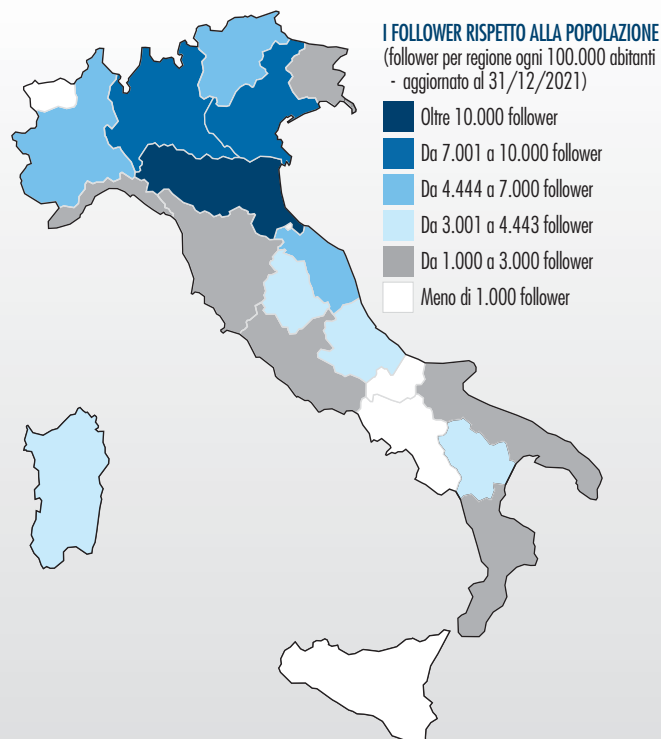 I FOLLOWER RISPETTO ALLA POPOLAZIONE
(follower per regione ogni 100.000 abitanti
- aggiornato al 31/12/2021)
Oltre 10.000 follower
Da 7.001 a 10.000 follower
Da 4.444 a 7.000 follower
Da 3.001 a 4.443 follower
Da 1.000 a 3.000 follower
Meno di 1.000 follower